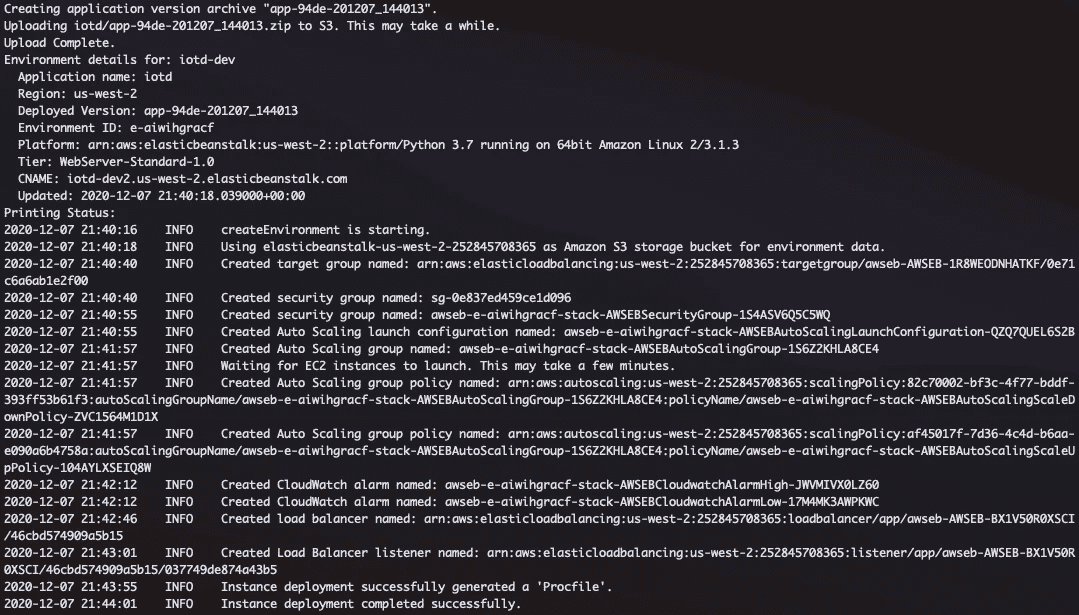 Creating application version archive "app-94de-201207_144013".
Uploading iotd/app-94de-201207_144013.zip to S3. This may take a while.
Upload Complete.
Environment details for: iotd-dev
  Application name: iotd
  Region: us-west-2
  Deployed Version: app-94de-201207_144013
  Environment ID: e-aiwihgracf
  Platform: arn:aws:elasticbeanstalk:us-west-2::platform/Python 3.7 running on 64bit Amazon Linux 2/3.1.3
  Tier: WebServer-Standard-1.0
  CNAME: iotd-dev2.us-west-2.elasticbeanstalk.com
  Updated: 2020-12-07 21:40:18.039000+00:00
Printing Status:
2020-12-07 21:40:16    INFO    createEnvironment is starting.
2020-12-07 21:40:18    INFO    Using elasticbeanstalk-us-west-2-252845708365 as Amazon S3 storage bucket for environment data.
2020-12-07 21:40:40    INFO    Created target group named: arn:aws:elasticloadbalancing:us-west-2:252845708365:targetgroup/awseb-AWSEB-1R8WEODNHATKF/0e71
c6a6ab1e2f00
2020-12-07 21:40:40    INFO    Created security group named: sg-0e837ed459ce1d096
2020-12-07 21:40:55    INFO    Created security group named: awseb-e-aiwihgracf-stack-AWSEBSecurityGroup-1S4ASV6Q5C5WQ
2020-12-07 21:40:55    INFO    Created Auto Scaling launch configuration named: awseb-e-aiwihgracf-stack-AWSEBAutoScalingLaunchConfiguration-QZQ7QUEL6S2B
2020-12-07 21:41:57    INFO    Created Auto Scaling group named: awseb-e-aiwihgracf-stack-AWSEBAutoScalingGroup-1S6Z2KHLA8CE4
2020-12-07 21:41:57    INFO    Waiting for EC2 instances to launch. This may take a few minutes.
2020-12-07 21:41:57    INFO    Created Auto Scaling group policy named: arn:aws:autoscaling:us-west-2:252845708365:scalingPolicy:82c70002-bf3c-4f77-bddf-
393ff53b61f3:autoScalingGroupName/awseb-e-aiwihgracf-stack-AWSEBAutoScalingGroup-1S6Z2KHLA8CE4:policyName/awseb-e-aiwihgracf-stack-AWSEBAutoScalingScaleD
ownPolicy-ZVC1564M1D1X
2020-12-07 21:41:57    INFO    Created Auto Scaling group policy named: arn:aws:autoscaling:us-west-2:252845708365:scalingPolicy:af45017f-7d36-4c4d-b6aa-
e090a6b4758a:autoScalingGroupName/awseb-e-aiwihgracf-stack-AWSEBAutoScalingGroup-1S6Z2KHLA8CE4:policyName/awseb-e-aiwihgracf-stack-AWSEBAutoScalingScaleU
pPolicy-104AYLXSEIQ8W
2020-12-07 21:42:12    INFO    Created CloudWatch alarm named: awseb-e-aiwihgracf-stack-AWSEBCloudwatchAlarmHigh-JWVMIVX0LZ60
2020-12-07 21:42:12    INFO    Created CloudWatch alarm named: awseb-e-aiwihgracf-stack-AWSEBCloudwatchAlarmLow-17M4MK3AWPKWC
2020-12-07 21:42:46    INFO    Created load balancer named: arn:aws:elasticloadbalancing:us-west-2:252845708365:loadbalancer/app/awseb-AWSEB-BX1V50R0XSCI
/46cbd574909a5b15
2020-12-07 21:43:01    INFO    Created Load Balancer listener named: arn:aws:elasticloadbalancing:us-west-2:252845708365:listener/app/awseb-AWSEB-BX1V50R
0XSCI/46cbd574909a5b15/037749de874a43b5
2020-12-07 21:43:55    INFO    Instance deployment successfully generated a 'Procfile'.
2020-12-07 21:44:01    INFO    Instance deployment completed successfully.